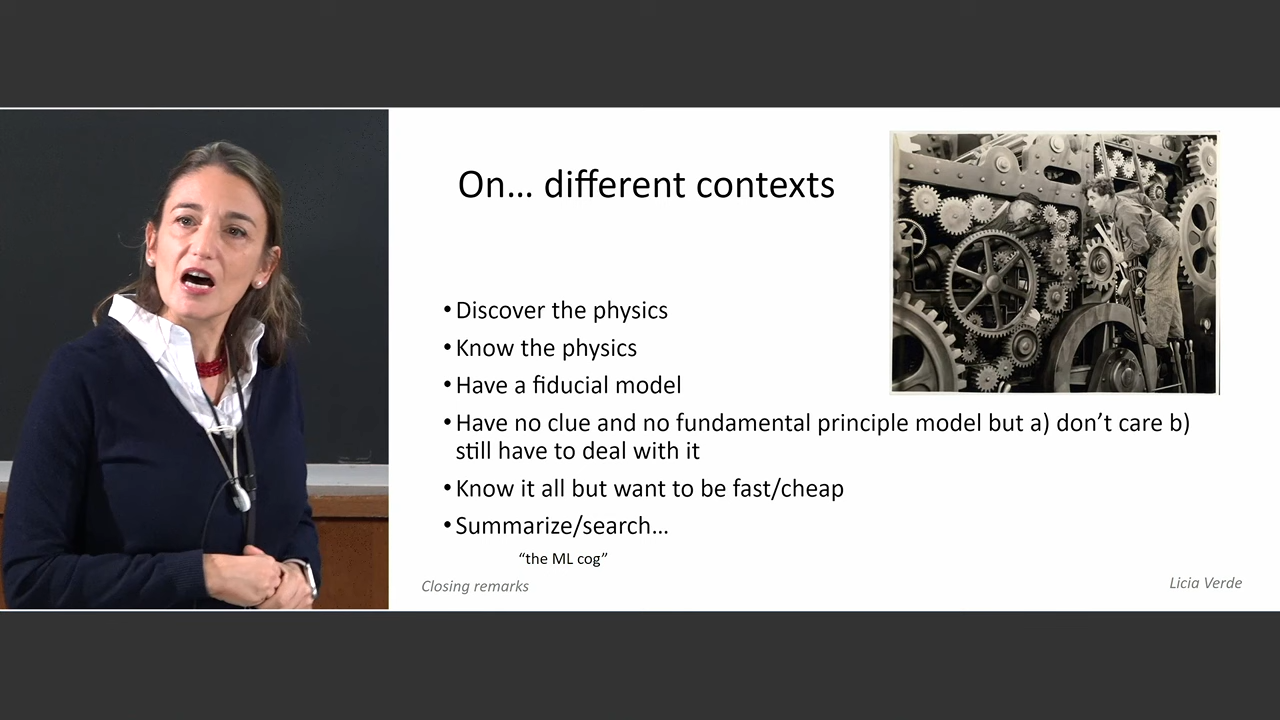 On... different contexts
•Discover the physics
•Know the physics
•Have a fiducial model
•Have no clue and no fundamental principle model but a) don’t care b)
still have to deal with it
•Know it all but want to be fast/cheap
•Summarize/search...
“the ML cog”
Closing remarks
Licia Verde